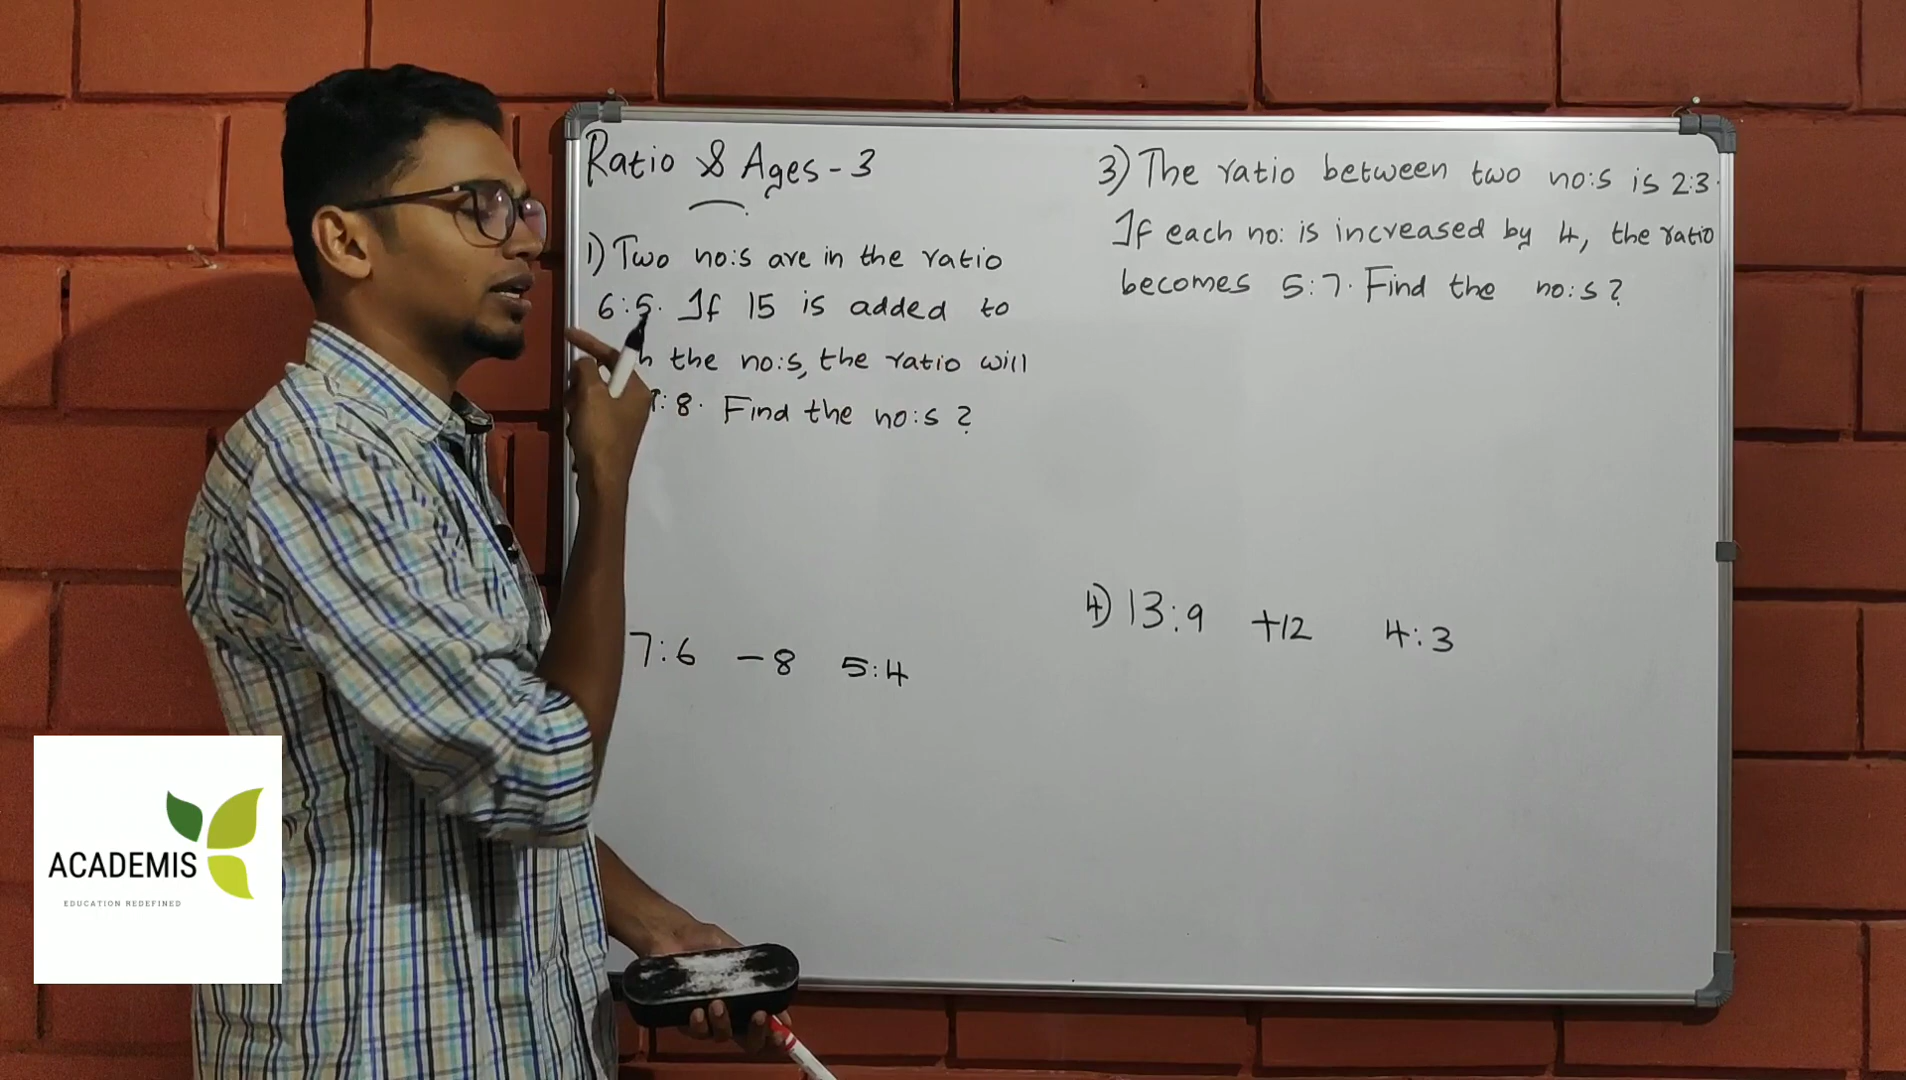 Ratio & Ages - 3
1) Two no:s are in the ratio
6:5. If 15 is added to
the no:s, the ratio will
:8. Find the no:s?
7:6 -8 5:4
3) The ratio between two no:s is 2:3.
If each no: is increased by 4, the ratio
becomes 5:7. Find the no:s?
4) 13:9 +12 4:3
ACADEMIS
EDUCATION REDEFINED